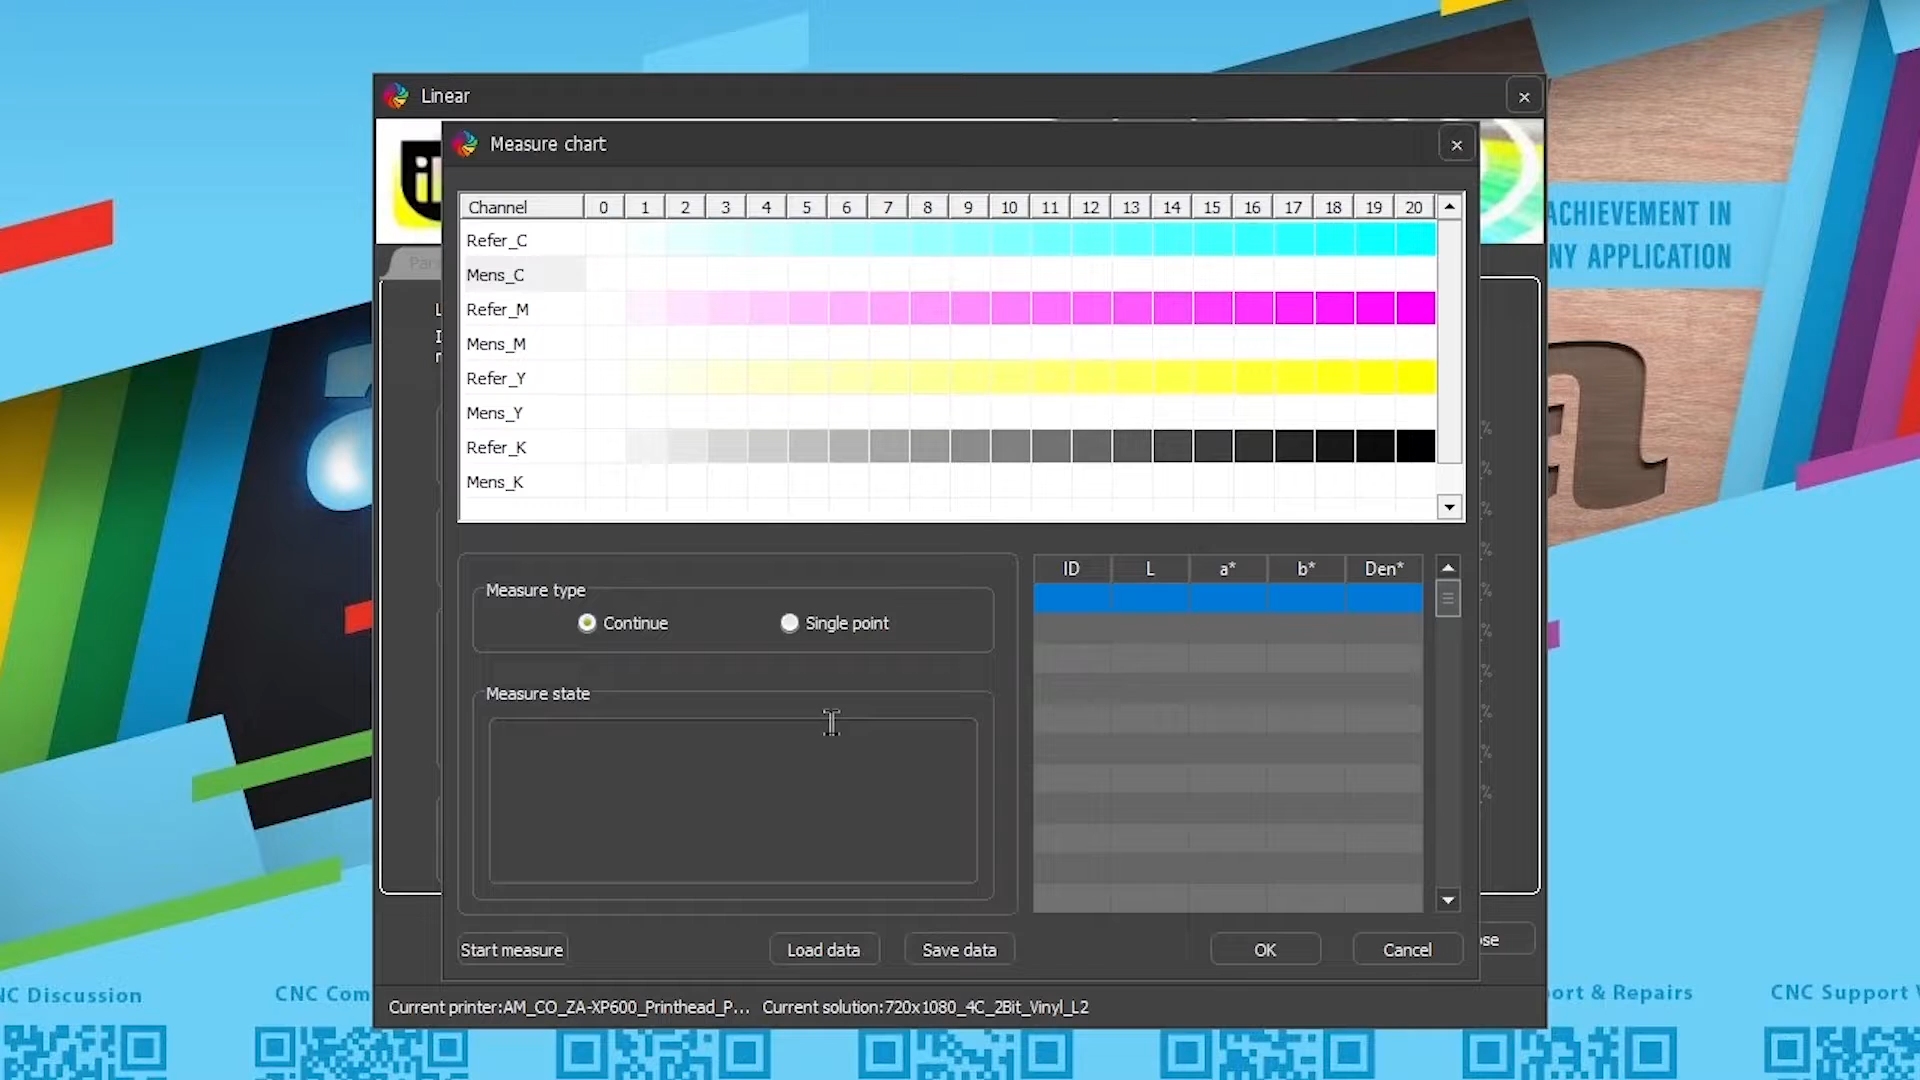 Linear
Measure chart
ACHIEVEMENT IN
NY APPLICATION
Channel 0 1 2 3 4 5 6 7 8 9 10 11 12 13 14 15 16 17 18 19 20
Refer_C
Mens_C
Refer_M
Mens_M
Refer_Y
Mens_Y
Refer_K
Mens_K
Measure type
Continue Single point
Measure state
ID L a* b* Den*
Start measure Load data Save data OK Cancel
Current printer:AM_CO_ZA-XP600_Printhead_P... Current solution:720x1080_4C_2Bit_Vinyl_L2
NC Discussion CNC Com ort & Repairs CNC Support